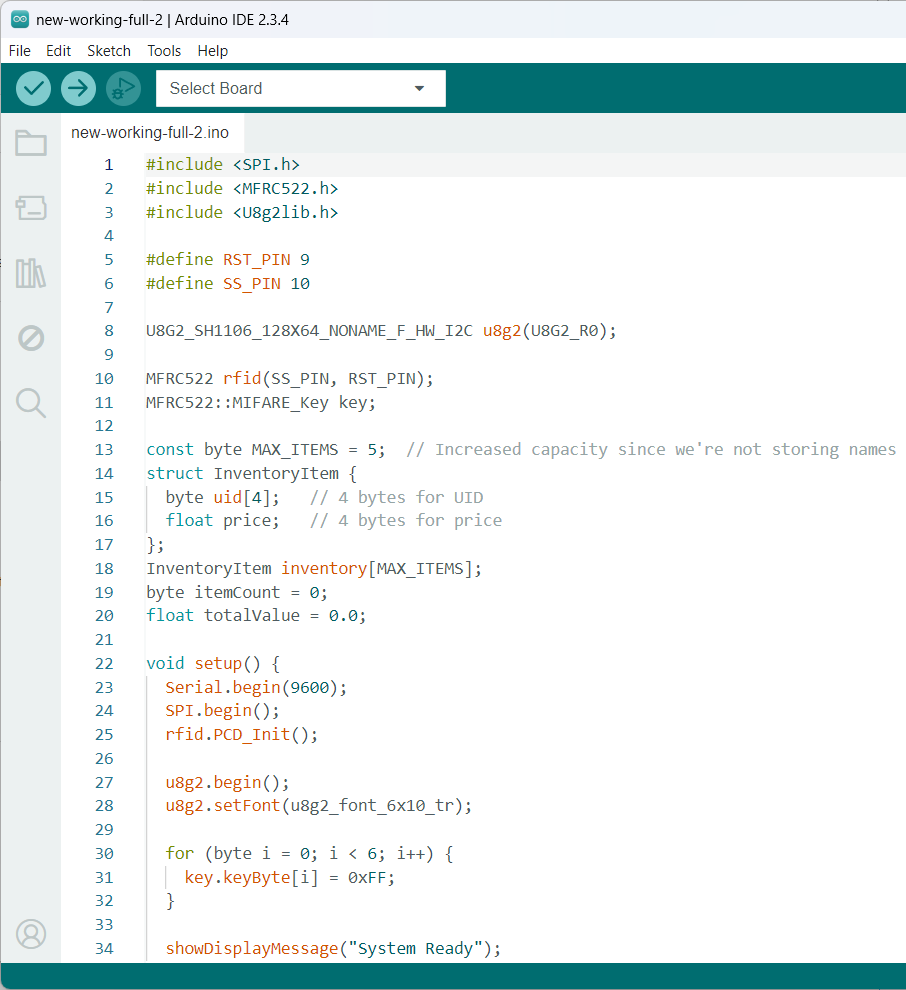 new-working-full-2 | Arduino IDE 2.3.4
File Edit Sketch Tools Help
Select Board
new-working-full-2.ino
1 #include <SPI.h>
2 #include <MFRC522.h>
3 #include <U8g2lib.h>
4
5 #define RST_PIN 9
6 #define SS_PIN 10
7
8 U8G2_SH1106_128X64_NONAME_F_HW_I2C u8g2(U8G2_R0);
9
10 MFRC522 rfid(SS_PIN, RST_PIN);
11 MFRC522::MIFARE_Key key;
12
13 const byte MAX_ITEMS = 5;  // Increased capacity since we're not storing names
14 struct InventoryItem {
15   byte uid[4];   // 4 bytes for UID
16   float price;   // 4 bytes for price
17 };
18 InventoryItem inventory[MAX_ITEMS];
19 byte itemCount = 0;
20 float totalValue = 0.0;
21
22 void setup() {
23   Serial.begin(9600);
24   SPI.begin();
25   rfid.PCD_Init();
26
27   u8g2.begin();
28   u8g2.setFont(u8g2_font_6x10_tr);
29
30   for (byte i = 0; i < 6; i++) {
31     key.keyByte[i] = 0xFF;
32   }
33
34   showDisplayMessage("System Ready");